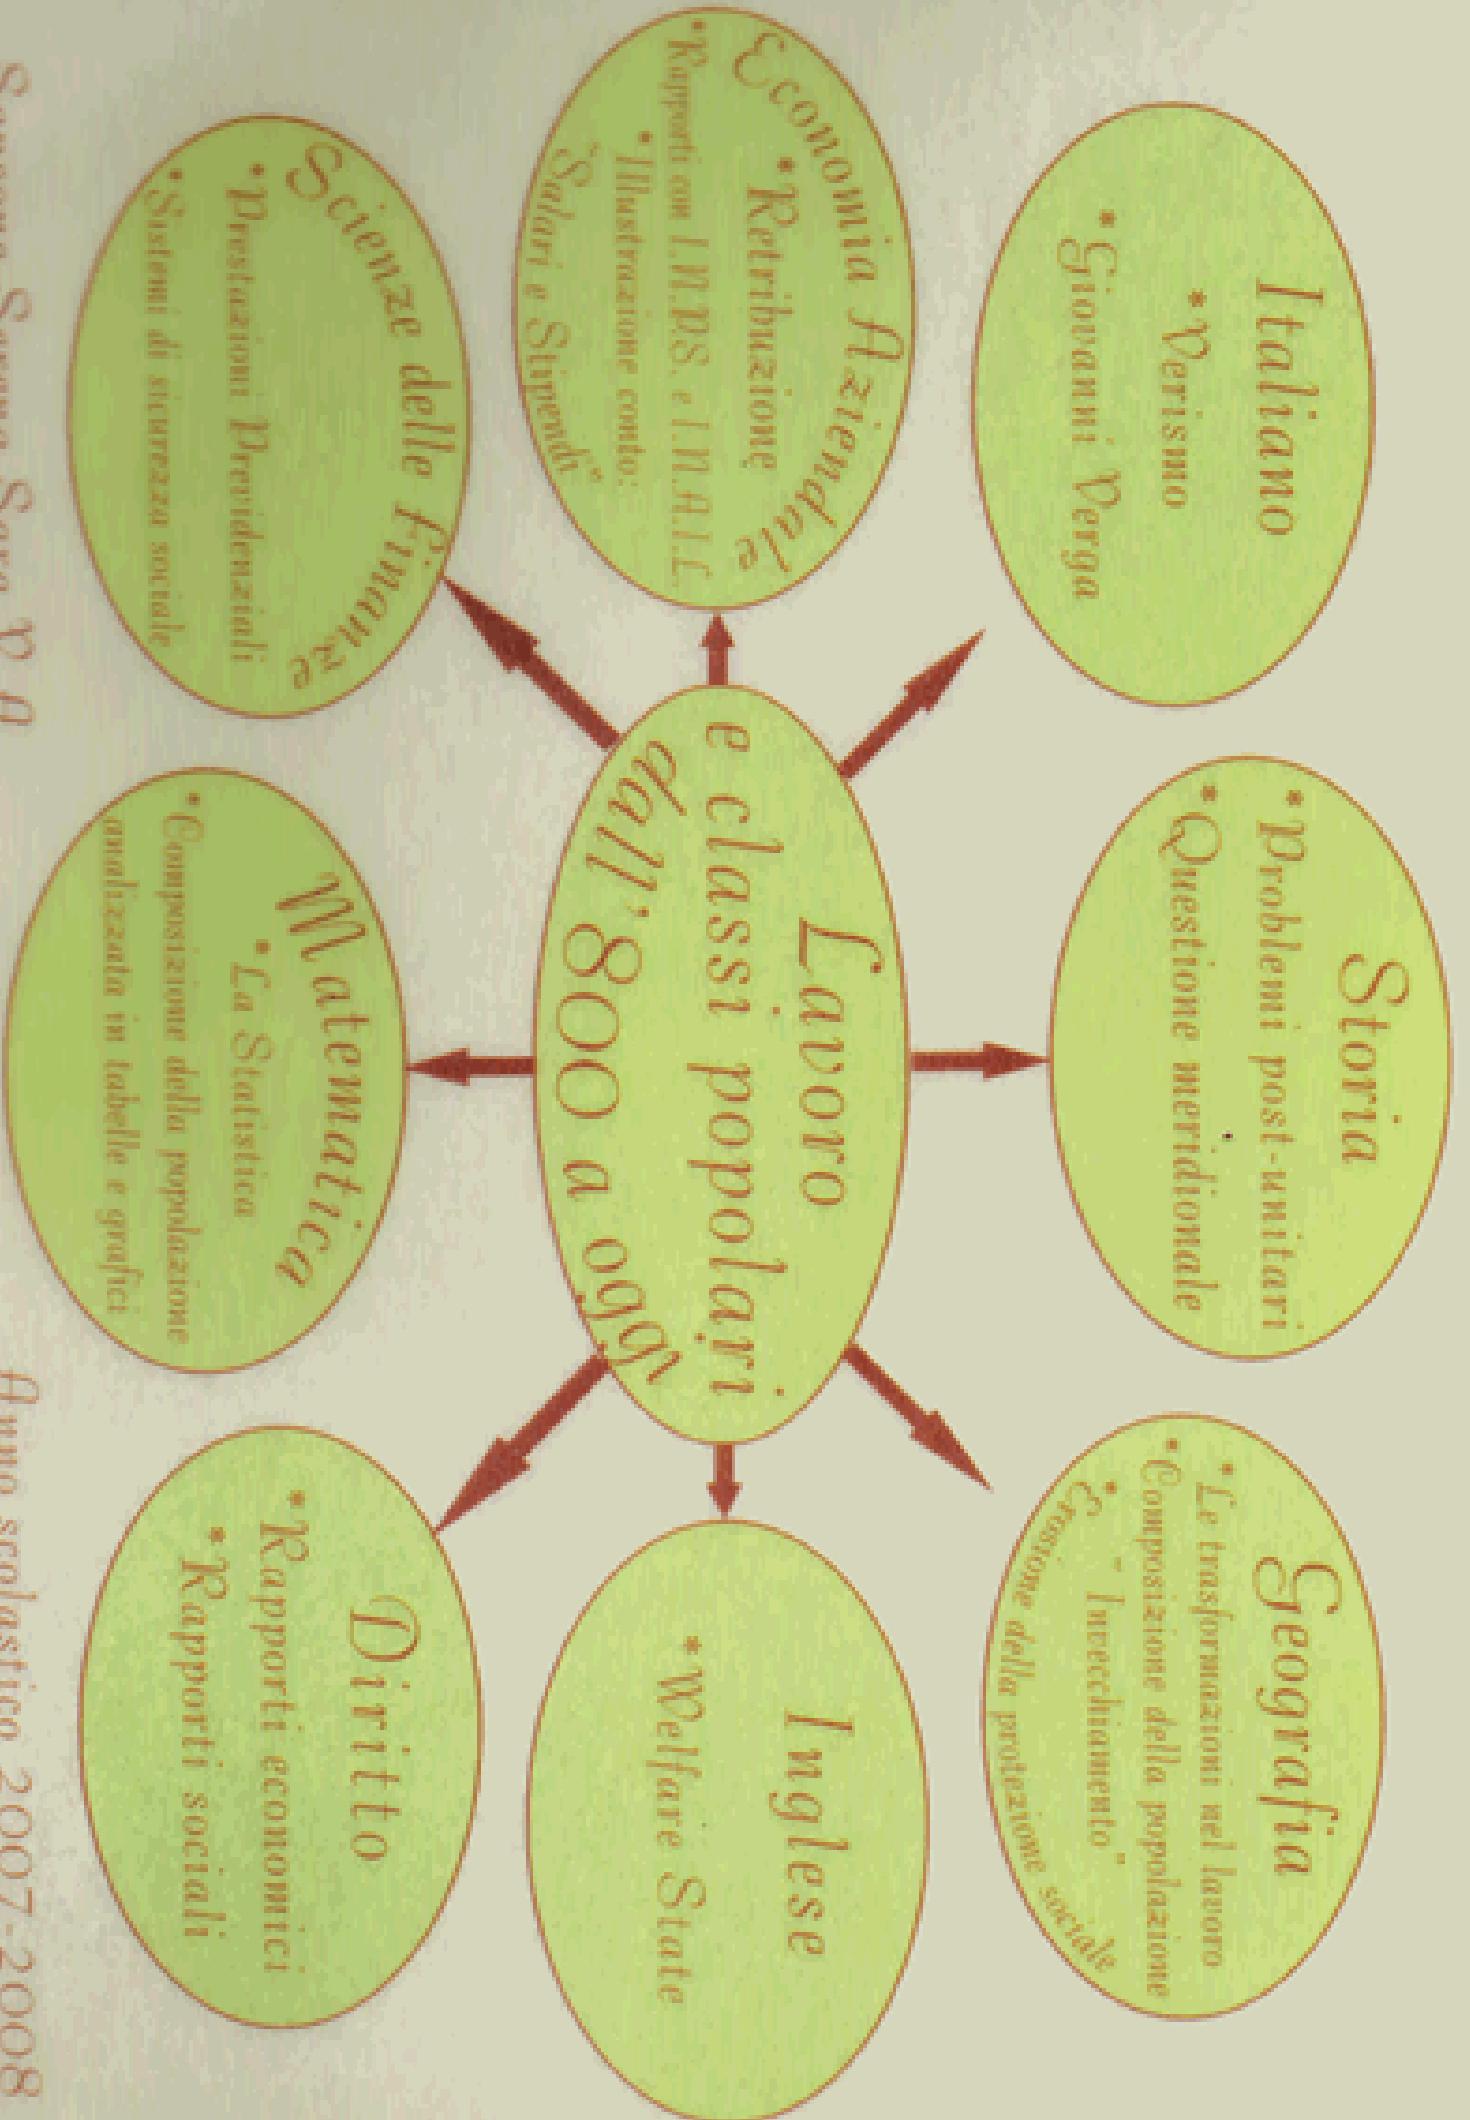 Italiano
*Verismo
*Giovanni Verga
Storia
*Problemi post-unitari
*Questione meridionale
Geografia
*Le trasformazioni nel lavoro
*Composizione della popolazione
"Invecchiamento"
*Erosione della protezione sociale
Economia Aziendale
*Retribuzione
*Rapporti con I.N.P.S. e I.N.A.I.L.
*Illustrazione conto:
"Salari e Stipendi"
Lavoro
e classi popolari
dall'800 a oggi
Inglese
*Welfare State
Scienze delle Finanze
*Prestazioni Previdenziali
*Sistemi di sicurezza sociale
Matematica
*La Statistica
*Composizione della popolazione
analizzata in tabelle e grafici
Diritto
*Rapporti economici
*Rapporti sociali
Serena Sara V A
Anno scolastico 2007-2008